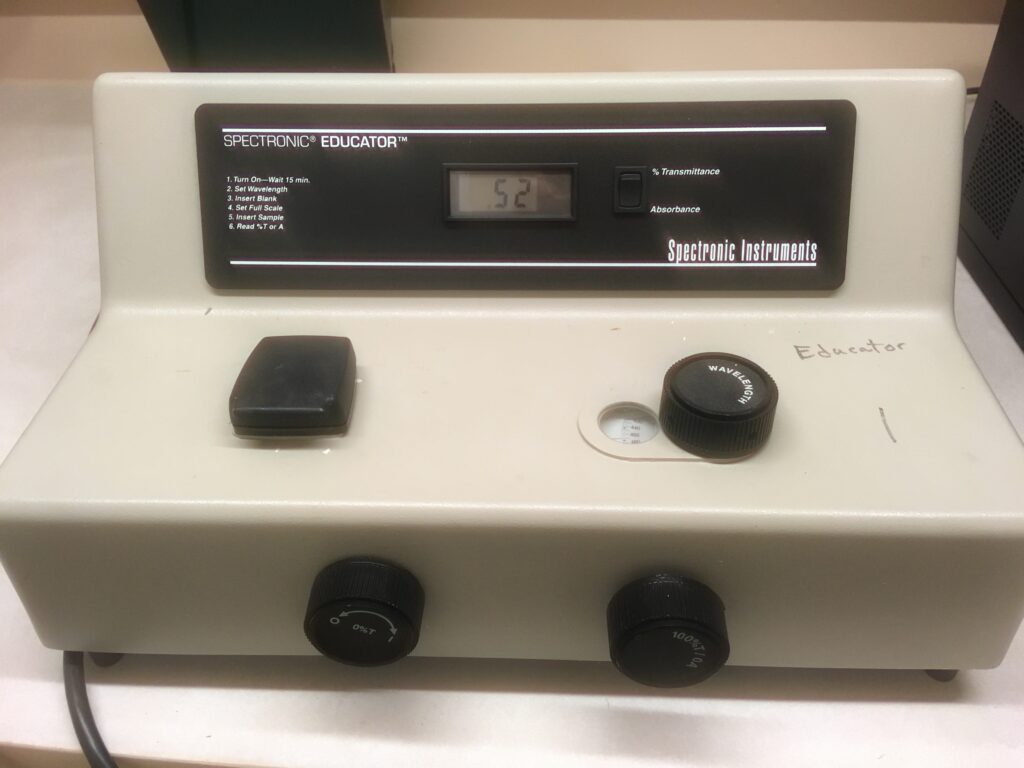 SPECTRONIC® EDUCATOR™
1. Turn On—Wait 15 min.
2. Set Wavelength
3. Insert Blank
4. Set Full Scale
5. Insert Sample
6. Read %T or A
.52
% Transmittance
Absorbance
Spectronic Instruments
WAVELENGTH
Educator
440
O 0%T I
100%T/0A